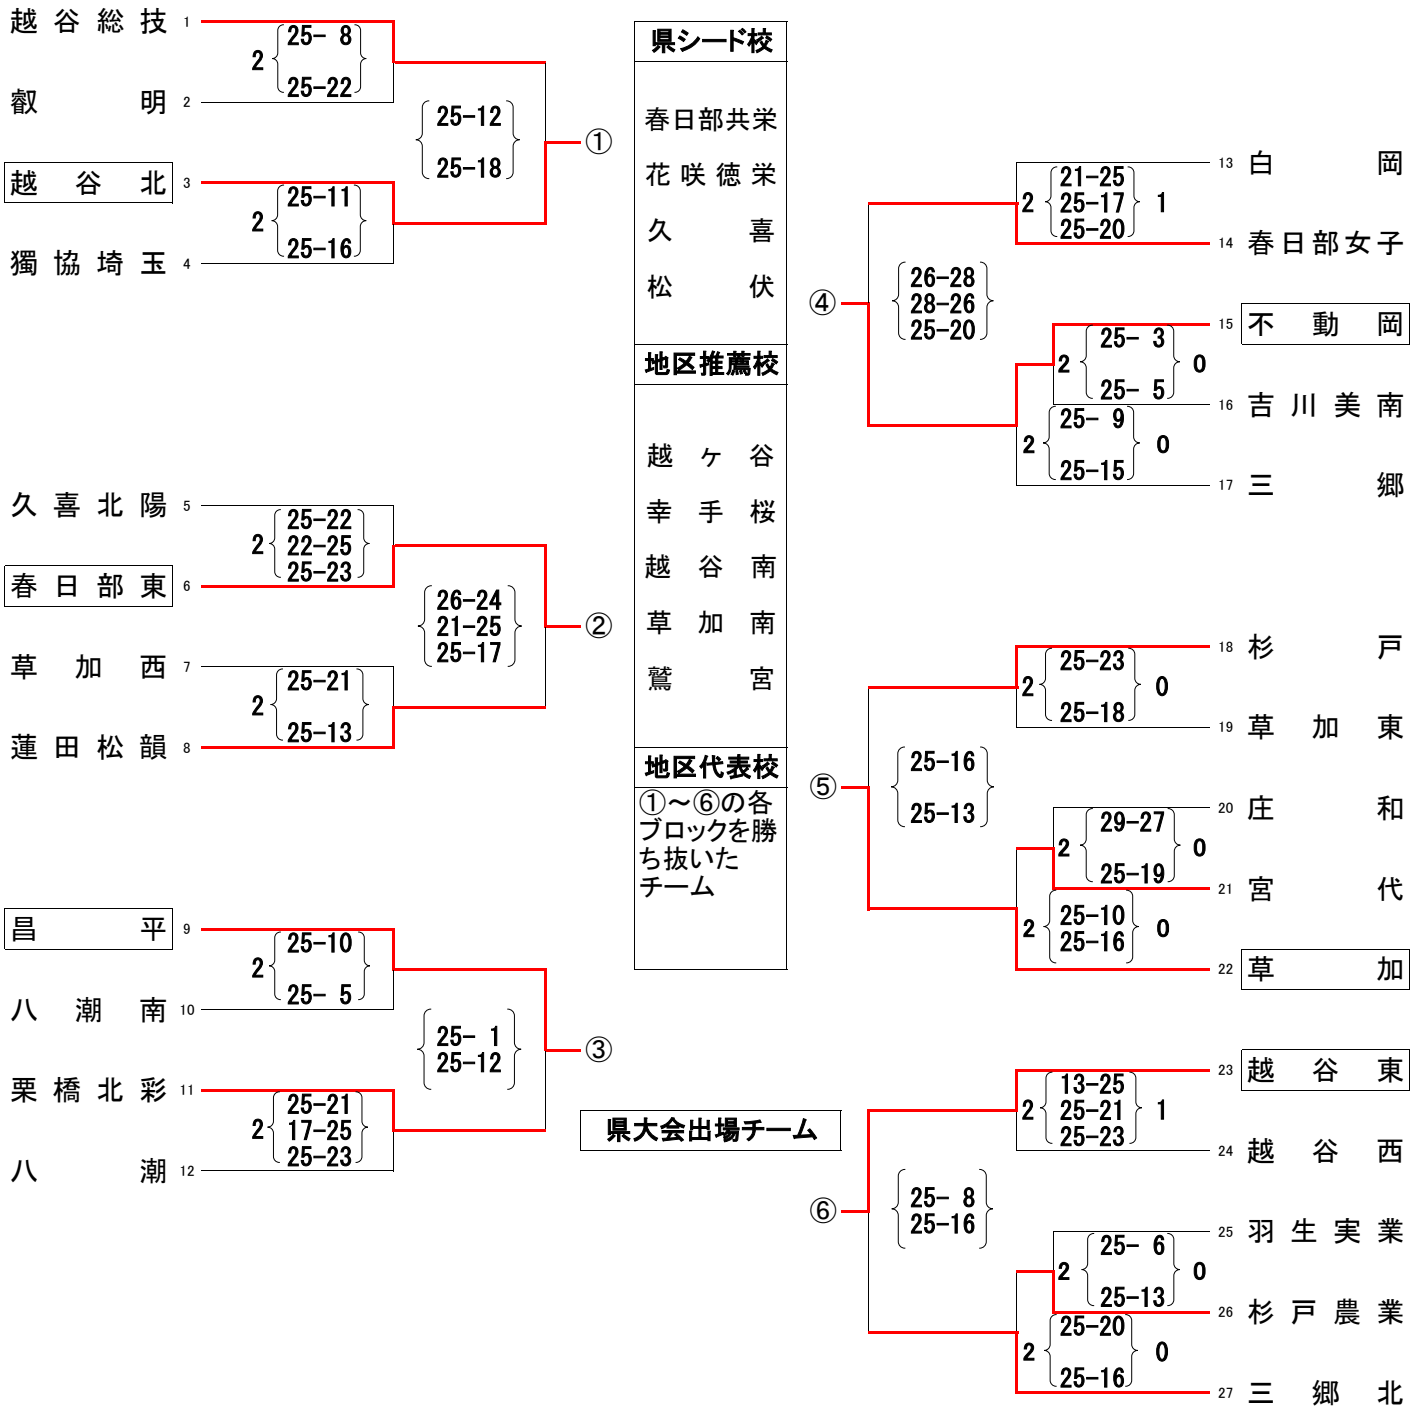 越谷総技 1
2 25- 8
25-22
叡明 2
25-12
25-18
①
越谷北 3
2 25-11
25-16
獨協埼玉 4
久喜北陽 5
2 25-22
22-25
25-23
春日部東 6
26-24
21-25
25-17
②
草加西 7
2 25-21
25-13
蓮田松韻 8
昌平 9
2 25-10
25- 5
八潮南 10
25- 1
25-12
③
栗橋北彩 11
2 25-21
17-25
25-23
八潮 12
県シード校
春日部共栄
花咲徳栄
久喜
松伏
地区推薦校
越ヶ谷
幸手桜
越谷南
草加南
鷲宮
地区代表校
①～⑥の各
ブロックを勝
ち抜いた
チーム
県大会出場チーム
13 白岡
21-25
2 25-17 1
25-20
14 春日部女子
④
26-28
28-26
25-20
15 不動岡
25- 3
2 0
25- 5
16 吉川美南
25- 9
2 0
25-15
17 三郷
18 杉戸
25-23
2 0
25-18
19 草加東
⑤
25-16
25-13
20 庄和
29-27
2 0
25-19
21 宮代
25-10
2 0
25-16
22 草加
23 越谷東
13-25
2 25-21 1
25-23
24 越谷西
⑥
25- 8
25-16
25 羽生実業
25- 6
2 0
25-13
26 杉戸農業
25-20
2 0
25-16
27 三郷北